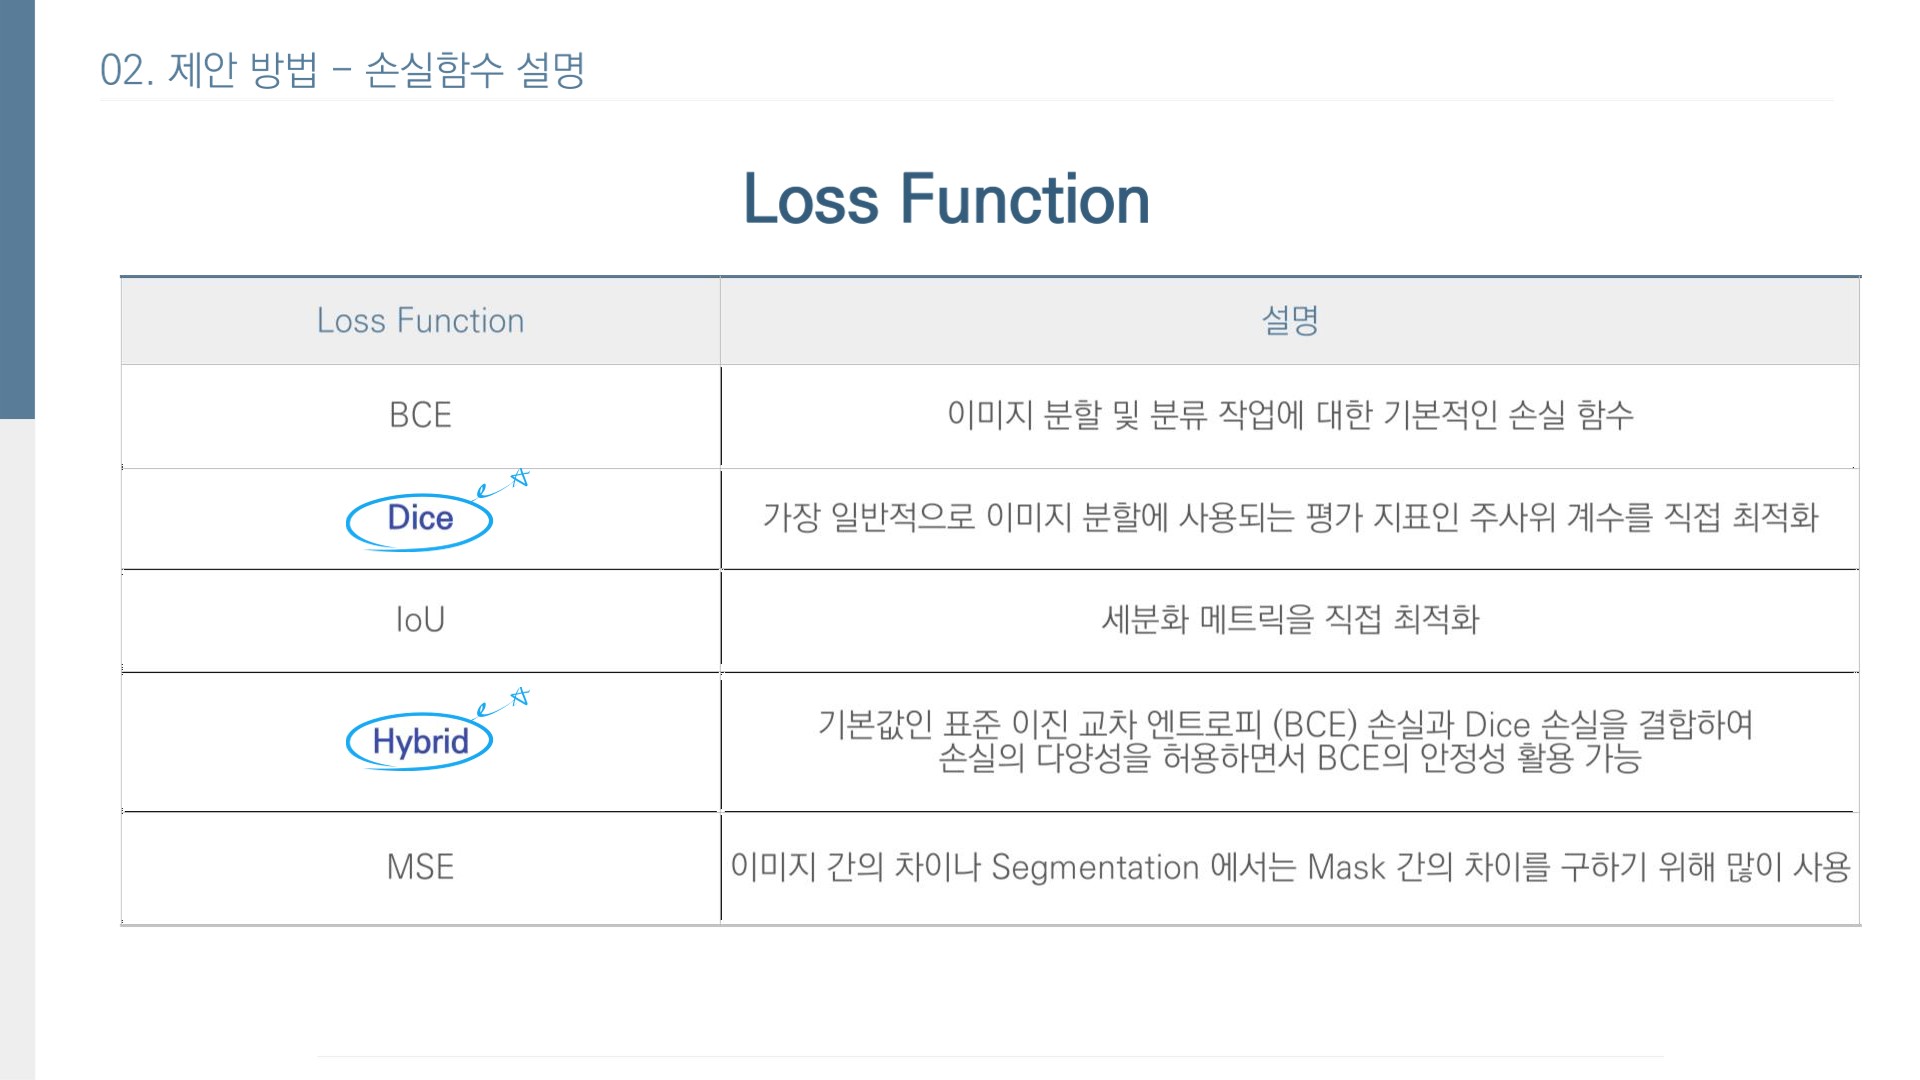 02. 제안 방법 – 손실함수 설명
Loss Function
Loss Function 설명
BCE 이미지 분할 및 분류 작업에 대한 기본적인 손실 함수
Dice 가장 일반적으로 이미지 분할에 사용되는 평가 지표인 주사위 계수를 직접 최적화
IoU 세분화 메트릭을 직접 최적화
Hybrid 기본값인 표준 이진 교차 엔트로피 (BCE) 손실과 Dice 손실을 결합하여
손실의 다양성을 허용하면서 BCE의 안정성 활용 가능
MSE 이미지 간의 차이나 Segmentation 에서는 Mask 간의 차이를 구하기 위해 많이 사용